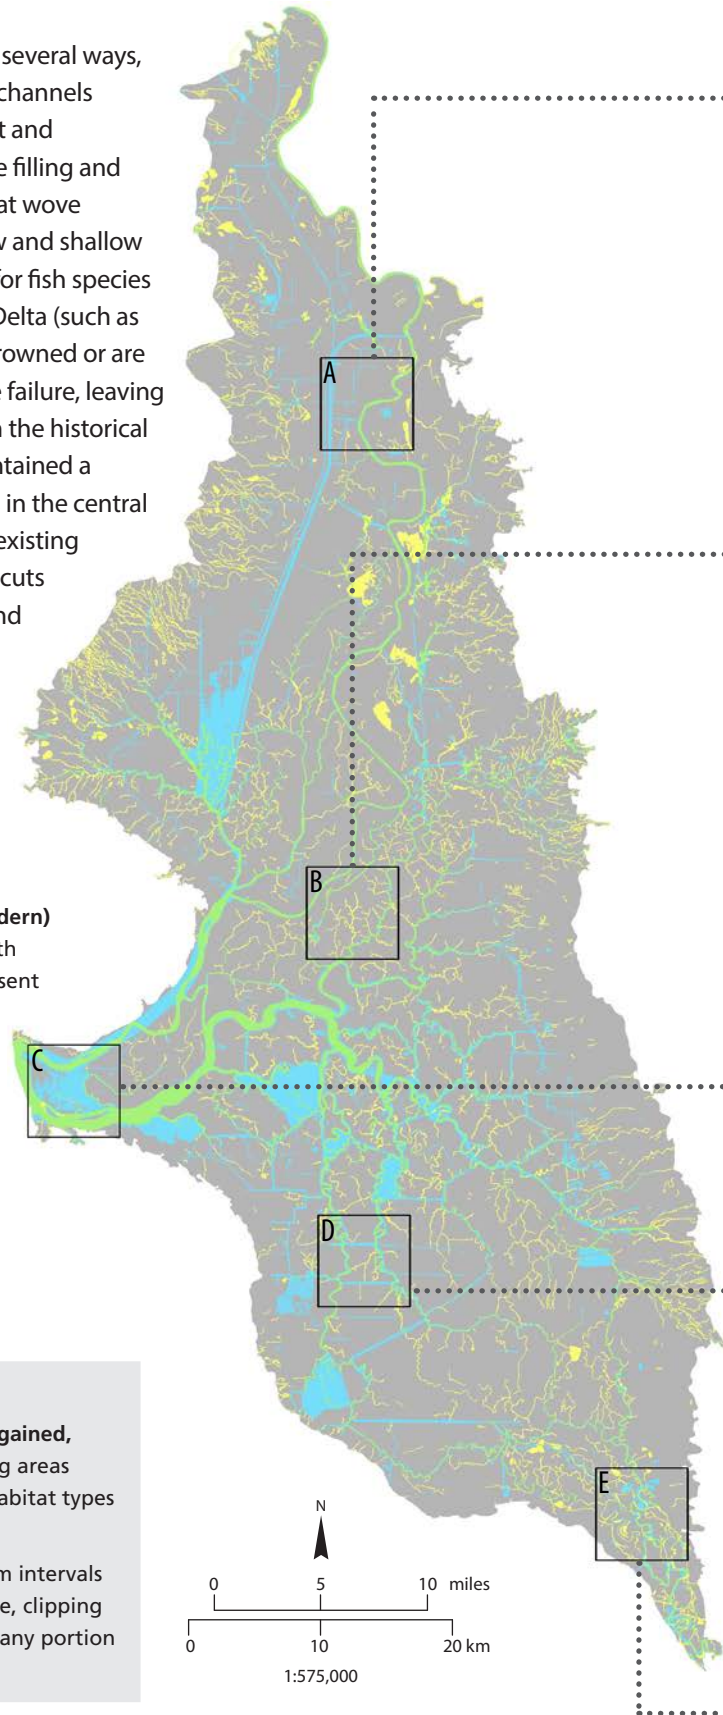 several ways,
channels
t and
e filling and
at wove
w and shallow
for fish species
Delta (such as
rowned or are
e failure, leaving
n the historical
ntained a
in the central
existing
cuts
nd
A
B
dern)
th
sent
C
D
gained,
g areas
abitat types
m intervals
e, clipping
any portion
E
N
0 5 10 miles
0 10 20 km
1:575,000